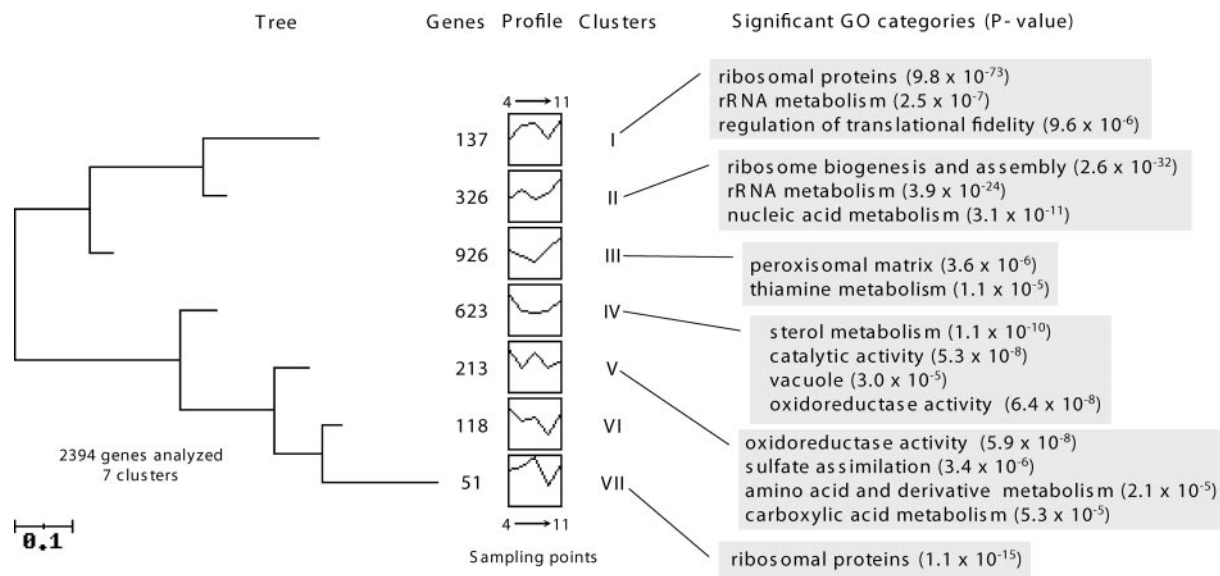 Tree Genes Profile Clusters Significant GO categories (P- value)
4 11
ribosomal proteins (9.8 x 10⁻⁷³)
rRNA metabolism (2.5 x 10⁻⁷)
regulation of translational fidelity (9.6 x 10⁻⁶)
137 I
ribosome biogenesis and assembly (2.6 x 10⁻³²)
rRNA metabolism (3.9 x 10⁻²⁴)
nucleic acid metabolism (3.1 x 10⁻¹¹)
326 II
926 III
peroxisomal matrix (3.6 x 10⁻⁶)
thiamine metabolism (1.1 x 10⁻⁵)
623 IV
sterol metabolism (1.1 x 10⁻¹⁰)
catalytic activity (5.3 x 10⁻⁸)
vacuole (3.0 x 10⁻⁵)
oxidoreductase activity (6.4 x 10⁻⁸)
213 V
118 VI
oxidoreductase activity (5.9 x 10⁻⁸)
sulfate assimilation (3.4 x 10⁻⁶)
amino acid and derivative metabolism (2.1 x 10⁻⁵)
carboxylic acid metabolism (5.3 x 10⁻⁵)
2394 genes analyzed
7 clusters
51 VII
4 11
0.1
Sampling points
ribosomal proteins (1.1 x 10⁻¹⁵)